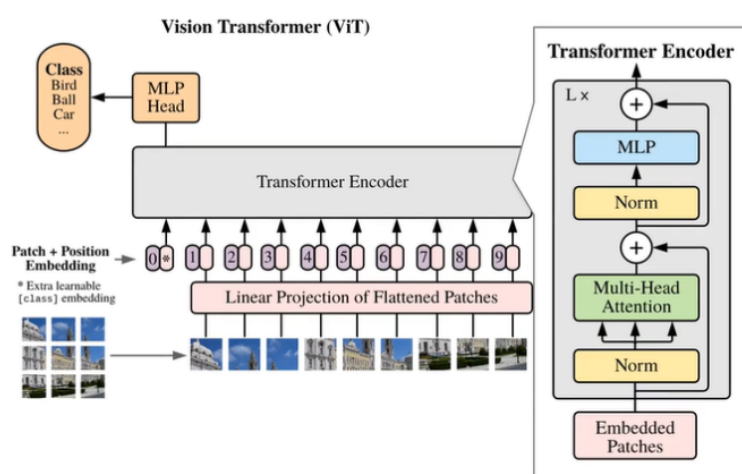 Vision Transformer (ViT)
Class
Bird
Ball
Car
...
MLP
Head
Transformer Encoder
Patch + Position
Embedding
0 * 1 2 3 4 5 6 7 8 9
* Extra learnable
[class] embedding
Linear Projection of Flattened Patches
Transformer Encoder
L ×
+
MLP
Norm
+
Multi-Head
Attention
Norm
Embedded
Patches